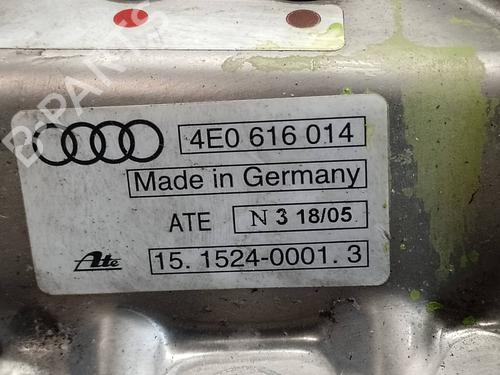 B-PARTS
4E0 616 014
Made in Germany
ATE N 3 18/05
Ate 15. 1524-0001. 3